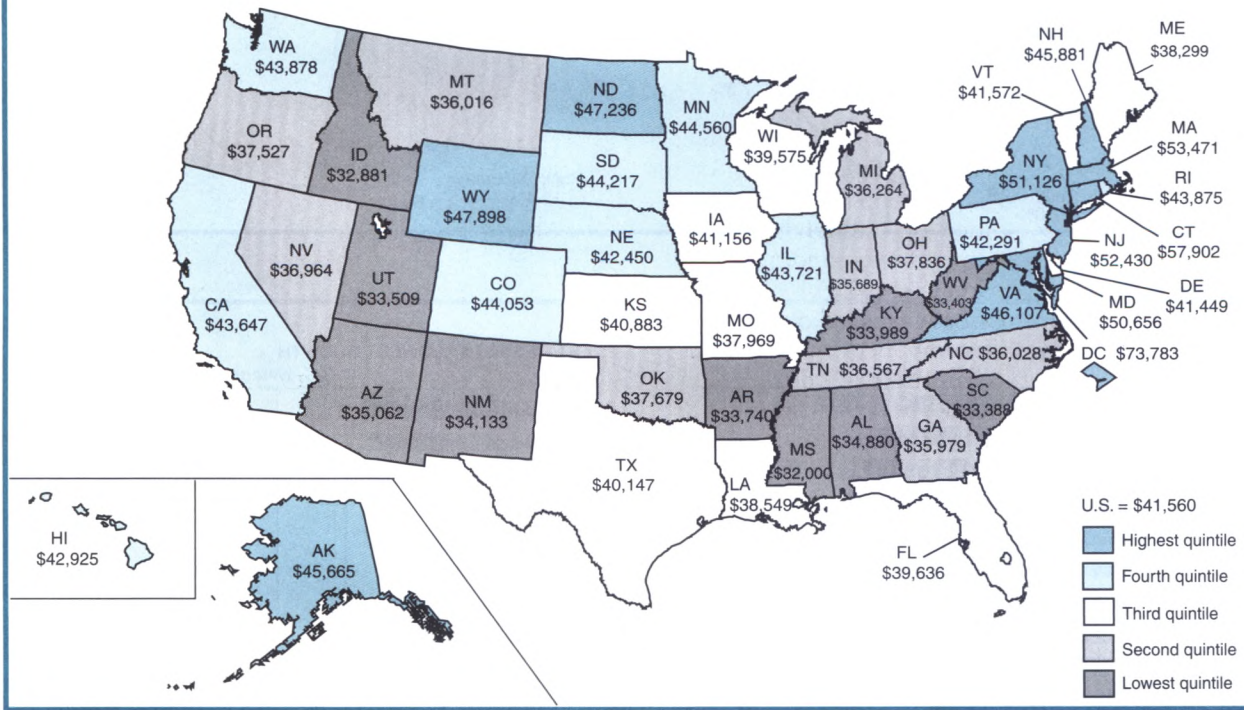 WA
$43,878
OR
$37,527
CA
$43,647
NV
$36,964
ID
$32,881
MT
$36,016
WY
$47,898
UT
$33,509
AZ
$35,062
CO
$44,053
NM
$34,133
ND
$47,236
SD
$44,217
NE
$42,450
KS
$40,883
OK
$37,679
TX
$40,147
MN
$44,560
IA
$41,156
MO
$37,969
AR
$33,740
LA
$38,549
WI
$39,575
IL
$43,721
MI
$36,264
IN
$35,689
OH
$37,836
KY
$33,989
TN $36,567
MS
$32,000
AL
$34,880
GA
$35,979
FL
$39,636
SC
$33,388
NC $36,028
VA
$46,107
WV
$33,403
PA
$42,291
NY
$51,126
VT
$41,572
NH
$45,881
ME
$38,299
MA
$53,471
RI
$43,875
CT
$57,902
NJ
$52,430
DE
$41,449
MD
$50,656
DC $73,783
HI
$42,925
AK
$45,665
U.S. = $41,560
Highest quintile
Fourth quintile
Third quintile
Second quintile
Lowest quintile